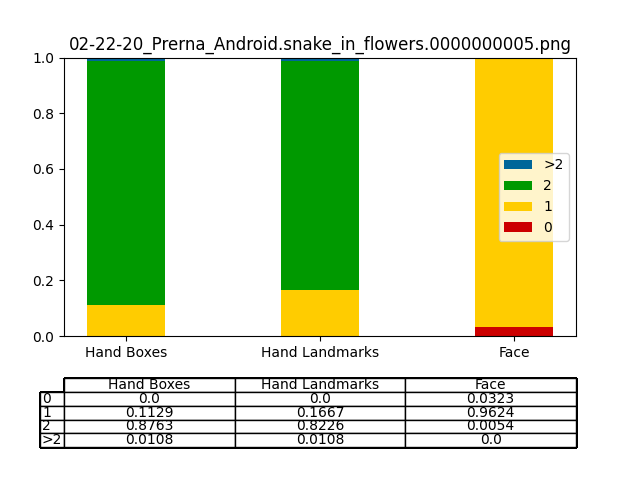 02-22-20_Prerna_Android.snake_in_flowers.0000000005.png
1.0
0.8
0.6
0.4
0.2
0.0
>2
2
1
0
Hand Boxes Hand Landmarks Face
Hand Boxes Hand Landmarks Face
0 0.0 0.0 0.0323
1 0.1129 0.1667 0.9624
2 0.8763 0.8226 0.0054
>2 0.0108 0.0108 0.0